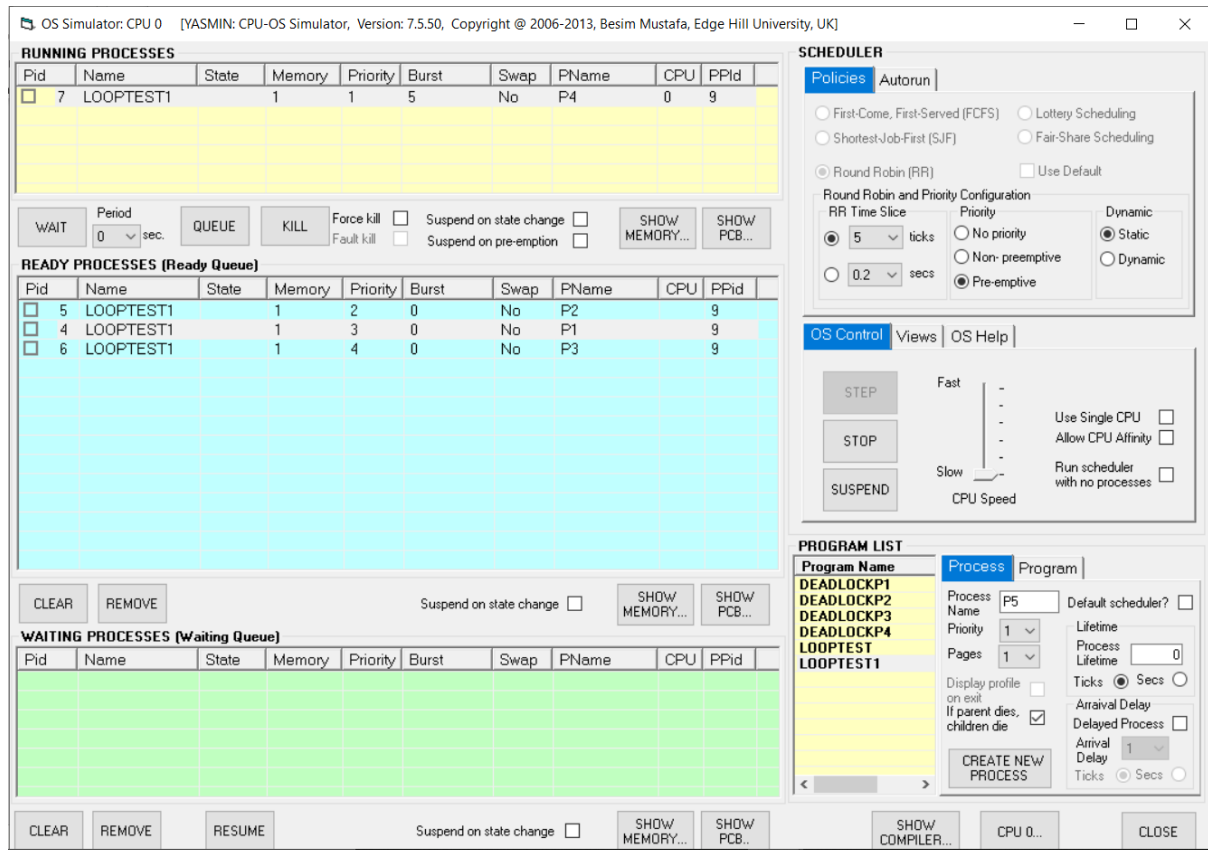 OS Simulator: CPU 0 [YASMIN: CPU-OS Simulator, Version: 7.5.50, Copyright @ 2006-2013, Besim Mustafa, Edge Hill University, UK]
RUNNING PROCESSES
Pid Name State Memory Priority Burst Swap PName CPU PPId
7 LOOPTEST1 1 1 5 No P4 0 9
WAIT
Period
0 sec.
QUEUE
KILL
Force kill
Fault kill
Suspend on state change
Suspend on pre-emption
SHOW MEMORY...
SHOW PCB...
READY PROCESSES (Ready Queue)
Pid Name State Memory Priority Burst Swap PName CPU PPid
5 LOOPTEST1 1 2 0 No P2 9
4 LOOPTEST1 1 3 0 No P1 9
6 LOOPTEST1 1 4 0 No P3 9
CLEAR
REMOVE
Suspend on state change
SHOW MEMORY...
SHOW PCB...
WAITING PROCESSES (Waiting Queue)
Pid Name State Memory Priority Burst Swap PName CPU PPid
CLEAR
REMOVE
RESUME
Suspend on state change
SHOW MEMORY...
SHOW PCB..
SCHEDULER
Policies Autorun
First-Come, First-Served (FCFS) Lottery Scheduling
Shortest-Job-First (SJF) Fair-Share Scheduling
Round Robin (RR) Use Default
Round Robin and Priority Configuration
RR Time Slice
5 ticks
0.2 secs
Priority
No priority
Non- preemptive
Pre-emptive
Dynamic
Static
Dynamic
OS Control Views OS Help
STEP
STOP
SUSPEND
Fast
Slow
CPU Speed
Use Single CPU
Allow CPU Affinity
Run scheduler
with no processes
PROGRAM LIST
Program Name
DEADLOCKP1
DEADLOCKP2
DEADLOCKP3
DEADLOCKP4
LOOPTEST
LOOPTEST1
Process Program
Process
Name P5
Priority 1
Pages 1
Display profile
on exit
If parent dies,
children die
CREATE NEW
PROCESS
Default scheduler?
Lifetime
Process
Lifetime 0
Ticks Secs
Arraival Delay
Delayed Process
Arrival
Delay 1
Ticks Secs
SHOW
COMPILER...
CPU 0...
CLOSE